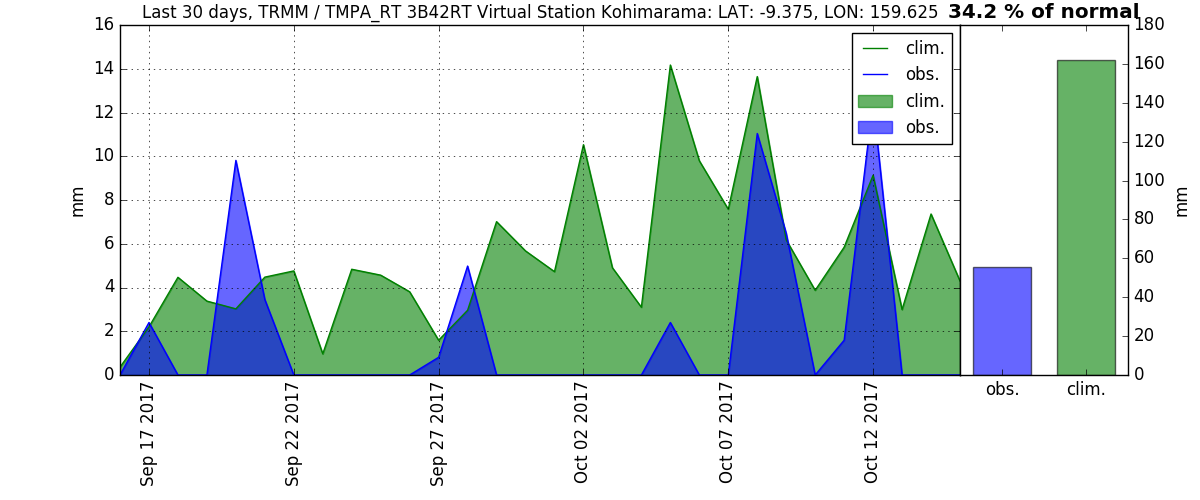 Last 30 days, TRMM / TMPA_RT 3B42RT Virtual Station Kohimarama: LAT: -9.375, LON: 159.625 34.2 % of normal
16
14
12
10
8
6
4
2
0
mm
clim.
obs.
clim.
obs.
Sep 17 2017
Sep 22 2017
Sep 27 2017
Oct 02 2017
Oct 07 2017
Oct 12 2017
180
160
140
120
100
80
60
40
20
0
mm
obs.
clim.